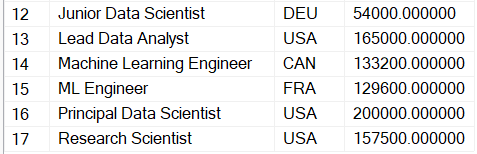 12 Junior Data Scientist DEU 54000.000000
13 Lead Data Analyst USA 165000.000000
14 Machine Learning Engineer CAN 133200.000000
15 ML Engineer FRA 129600.000000
16 Principal Data Scientist USA 200000.000000
17 Research Scientist USA 157500.000000